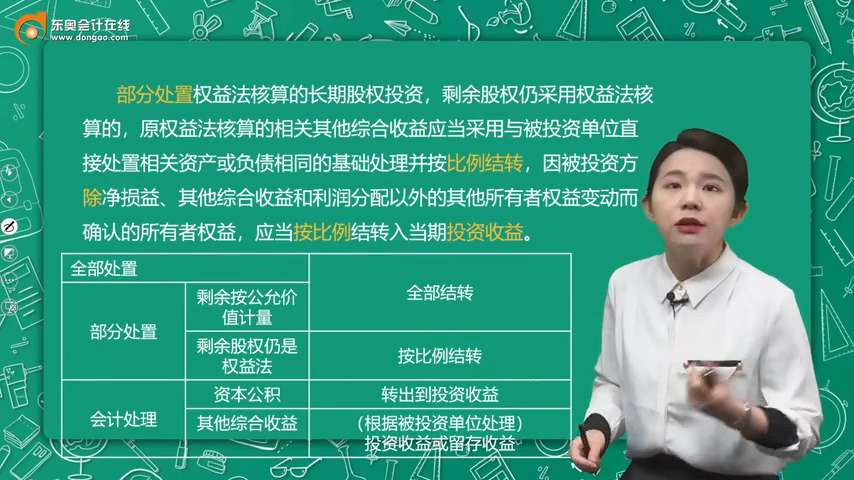 东奥会计在线
www.dongao.com
部分处置权益法核算的长期股权投资，剩余股权仍采用权益法核
算的，原权益法核算的相关其他综合收益应当采用与被投资单位直
接处置相关资产或负债相同的基础处理并按比例结转，因被投资方
除净损益、其他综合收益和利润分配以外的其他所有者权益变动而
确认的所有者权益，应当按比例结转入当期投资收益。
全部处置
全部结转
部分处置
剩余按公允价
值计量
剩余股权仍是
权益法
按比例结转
会计处理
资本公积
转出到投资收益
其他综合收益
（根据被投资单位处理）
投资收益或留存收益